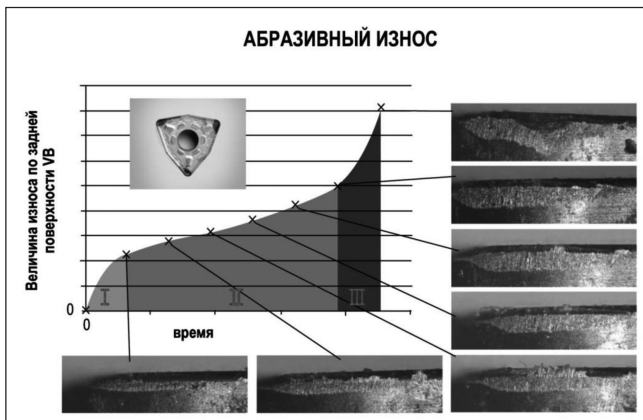 АБРАЗИВНЫЙ ИЗНОС
Величина износа по задней
поверхности VB
0
I
II
III
0
время